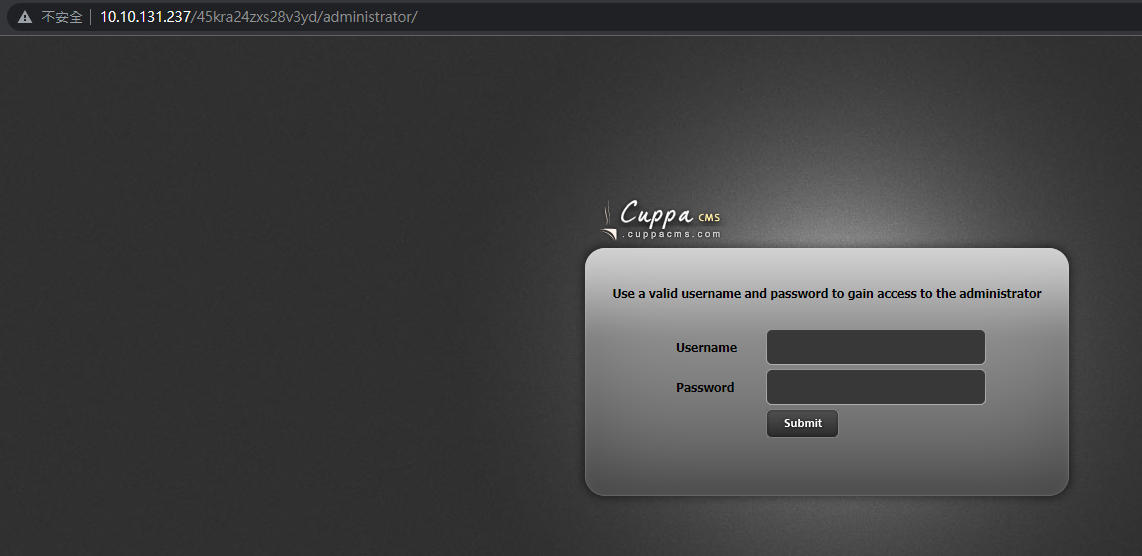 不安全 10.10.131.237/45kra24zxs28v3yd/administrator/
Cuppa CMS
.cuppacms.com
Use a valid username and password to gain access to the administrator
Username
Password
Submit